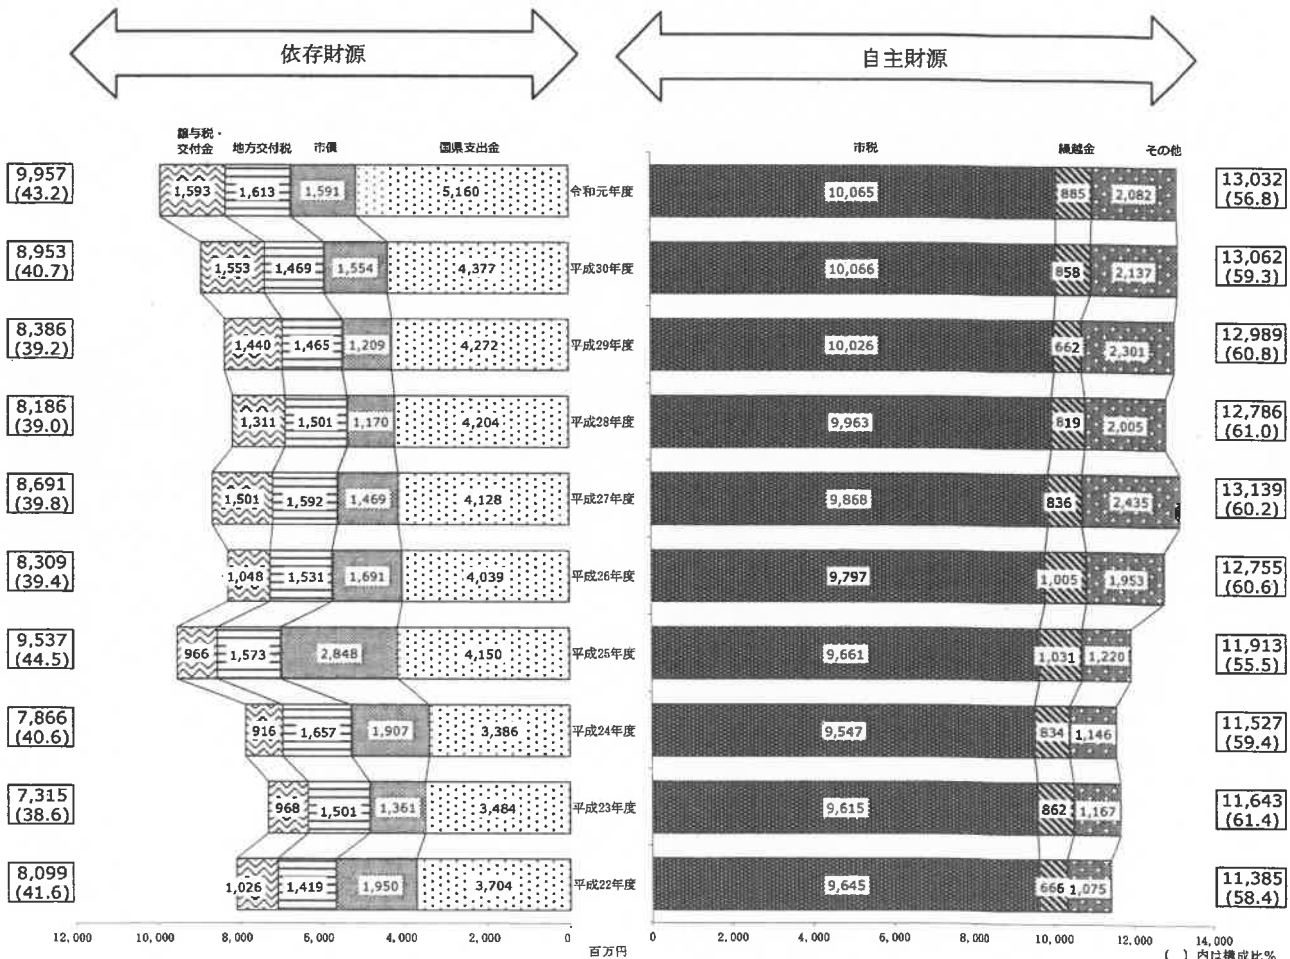 依存財源
自主財源
譲与税・
交付金 地方交付税 市債 国県支出金 市税 繰越金 その他
9,957
(43.2)
1,593 1,613 1,591 5,160 令和元年度 10,065 885 2,082
13,032
(56.8)
8,953
(40.7)
1,553 1,469 1,554 4,377 平成30年度 10,066 858 2,137
13,062
(59.3)
8,386
(39.2)
1,440 1,465 1,209 4,272 平成29年度 10,026 662 2,301
12,989
(60.8)
8,186
(39.0)
1,311 1,501 1,170 4,204 平成28年度 9,963 819 2,005
12,786
(61.0)
8,691
(39.8)
1,501 1,592 1,469 4,128 平成27年度 9,868 836 2,435
13,139
(60.2)
8,309
(39.4)
1,048 1,531 1,691 4,039 平成26年度 9,797 1,005 1,953
12,755
(60.6)
9,537
(44.5)
966 1,573 2,848 4,150 平成25年度 9,661 1,031 1,220
11,913
(55.5)
7,866
(40.6)
916 1,657 1,907 3,386 平成24年度 9,547 834 1,146
11,527
(59.4)
7,315
(38.6)
968 1,501 1,361 3,484 平成23年度 9,615 862 1,167
11,643
(61.4)
8,099
(41.6)
1,026 1,419 1,950 3,704 平成22年度 9,645 666 1,075
11,385
(58.4)
12,000 10,000 8,000 6,000 4,000 2,000 0 0 2,000 4,000 6,000 8,000 10,000 12,000 14,000
百万円
( )内は構成比%